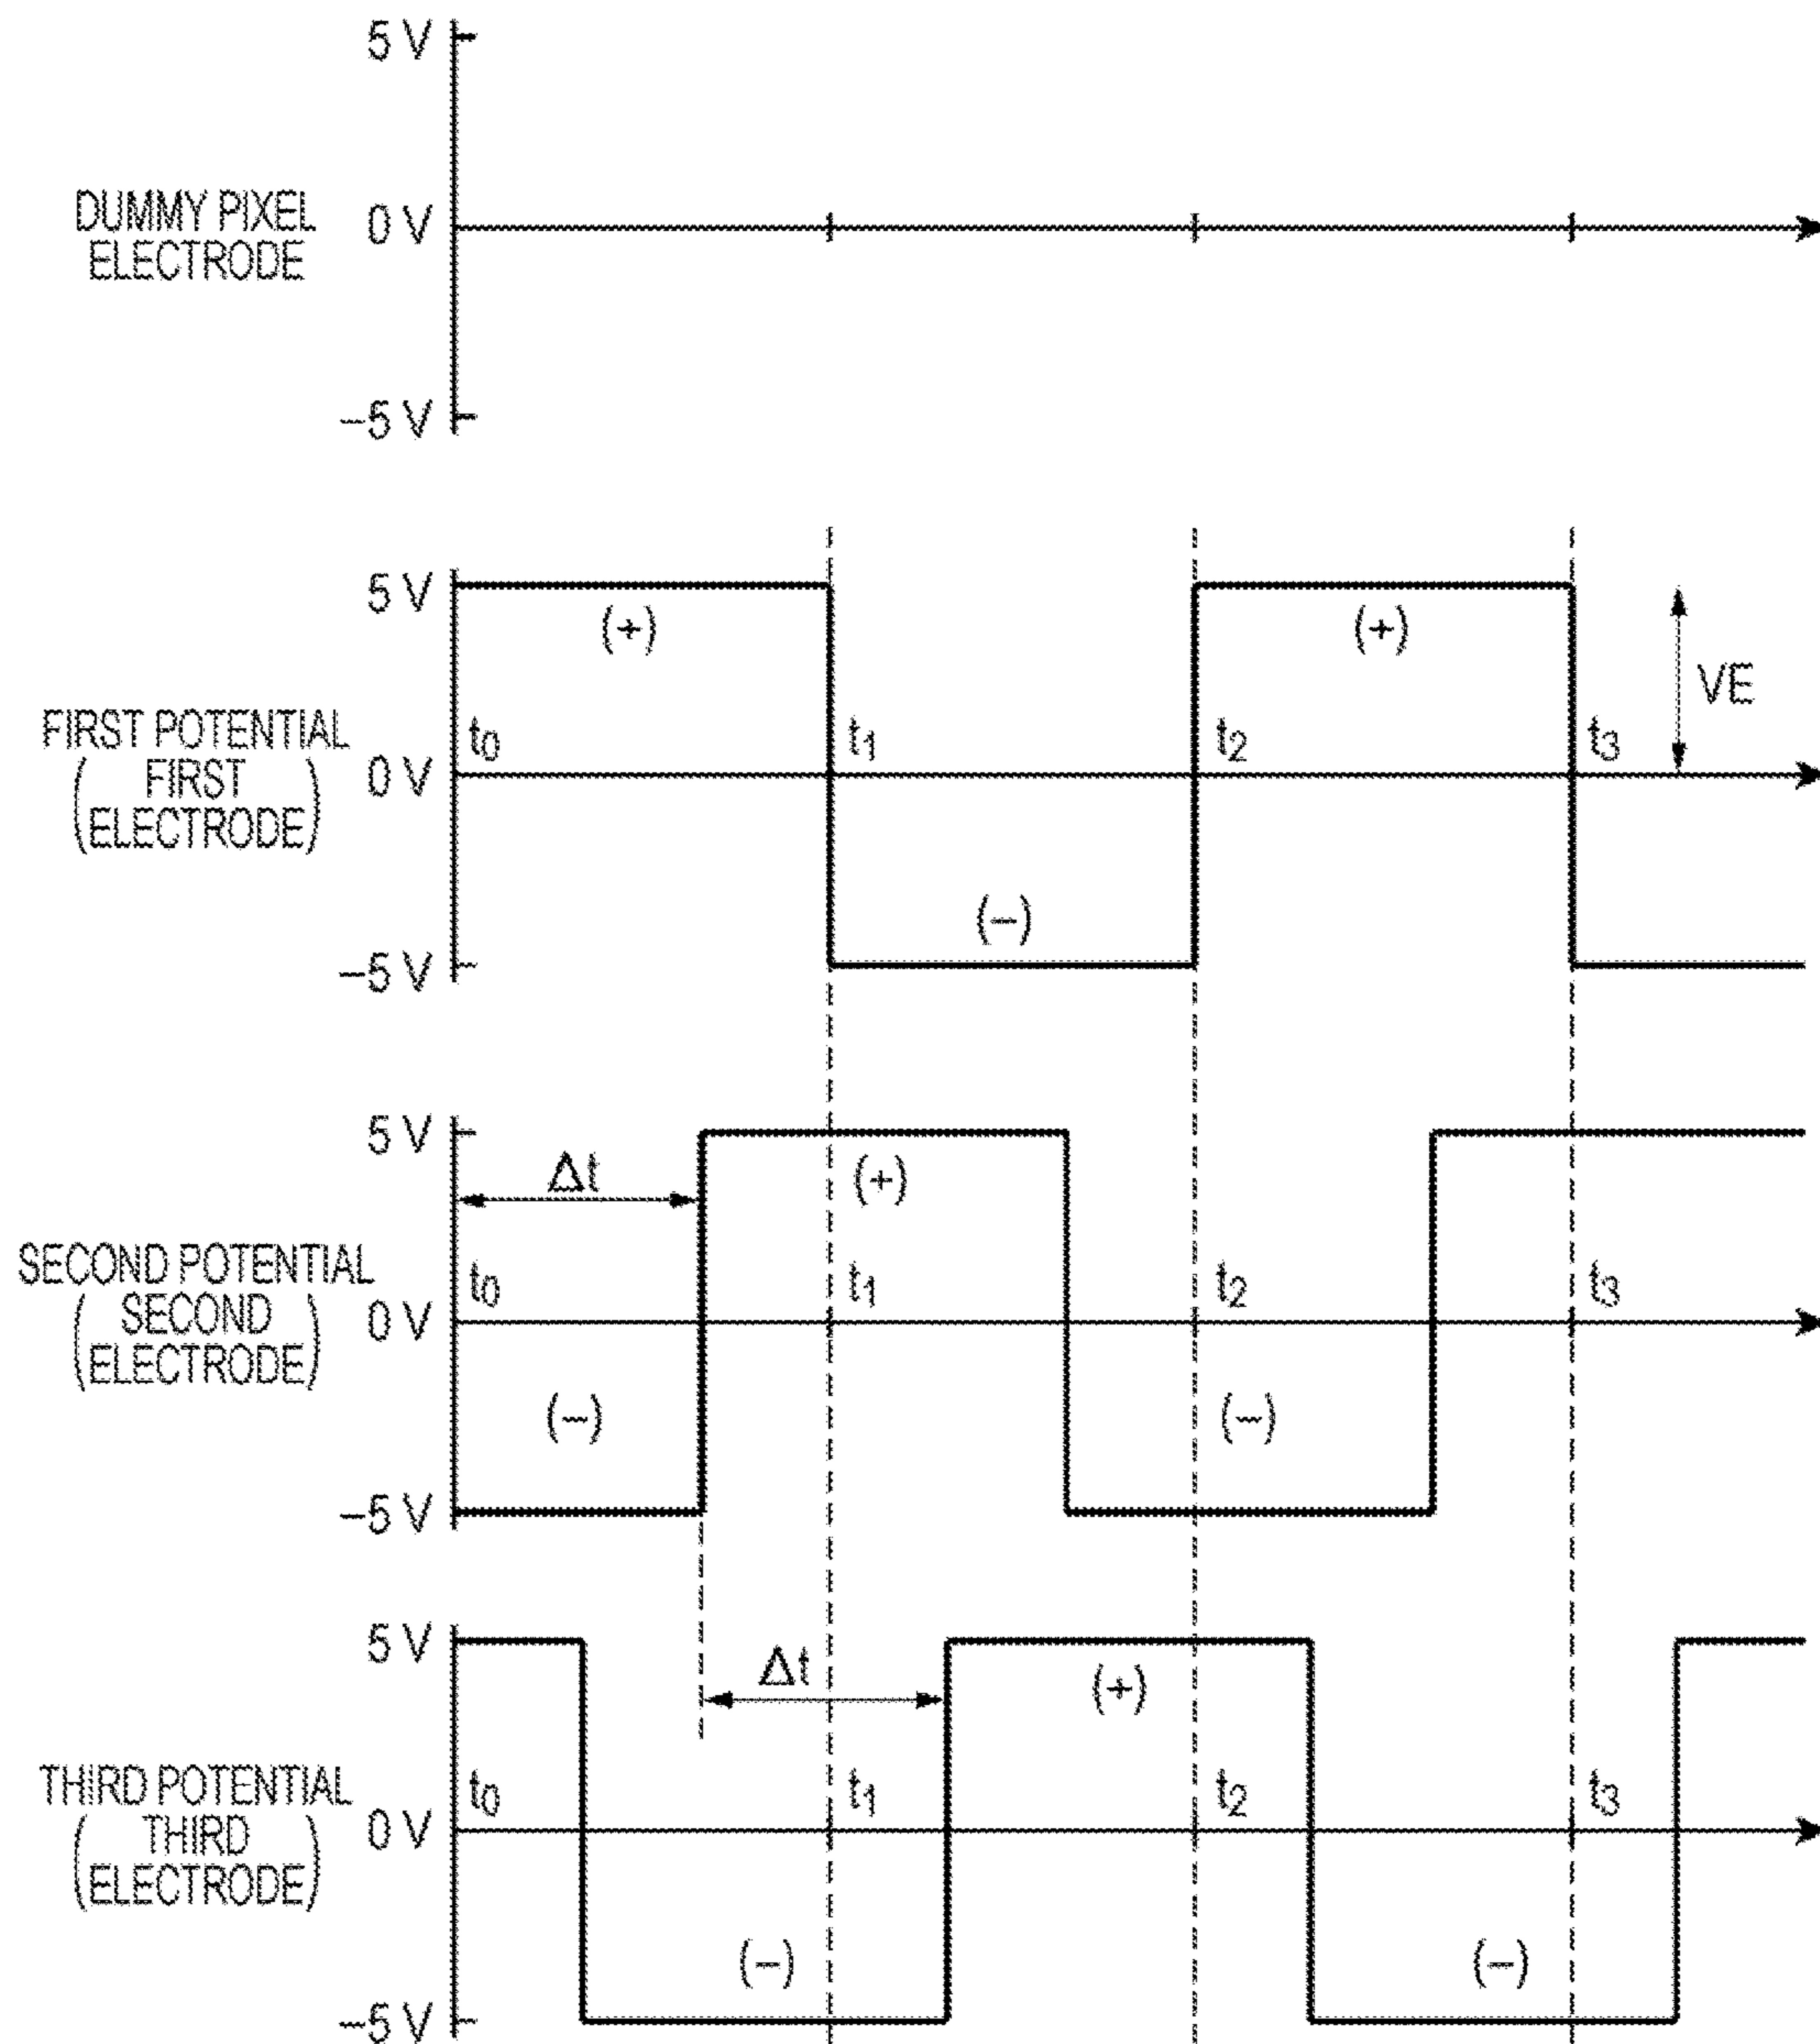 5 V
DUMMY PIXEL
ELECTRODE
0 V
–5 V
5 V
(+)
(+)
VE
FIRST POTENTIAL
( FIRST
ELECTRODE )
t0
t1
t2
t3
0 V
(–)
–5 V
5 V
Δt
(+)
SECOND POTENTIAL
( SECOND
ELECTRODE )
t0
t1
t2
t3
0 V
(–)
(–)
–5 V
5 V
Δt
(+)
THIRD POTENTIAL
( THIRD
ELECTRODE )
t0
t1
t2
t3
0 V
(–)
(–)
–5 V